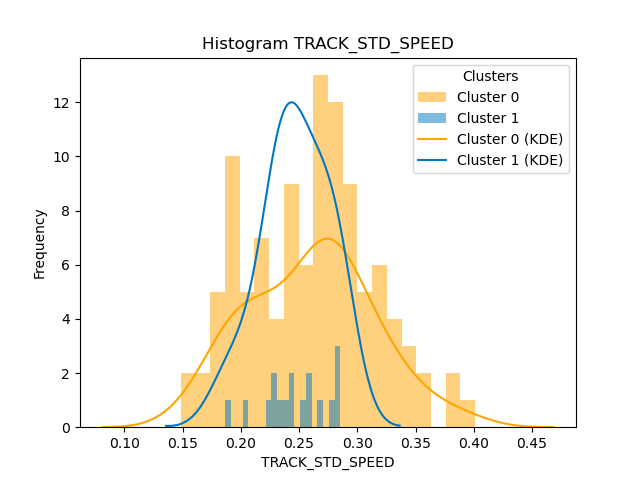 Histogram TRACK_STD_SPEED
Clusters
Cluster 0
Cluster 1
Cluster 0 (KDE)
Cluster 1 (KDE)
Frequency
12
10
8
6
4
2
0
0.10 0.15 0.20 0.25 0.30 0.35 0.40 0.45
TRACK_STD_SPEED